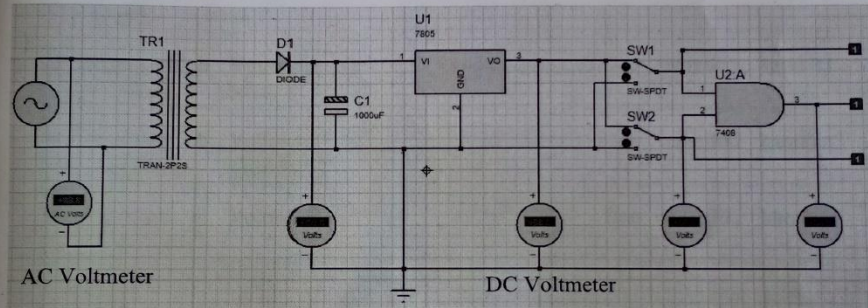 TR1
TRAN-2P2S
AC Volts
AC Voltmeter
D1
DIODE
C1
1000uF
U1
7805
1
VI
VO
3
GND
2
SW1
SW-SPDT
SW2
SW-SPDT
U2:A
1
2
3
7408
1
1
1
Volts
Volts
Volts
Volts
DC Voltmeter